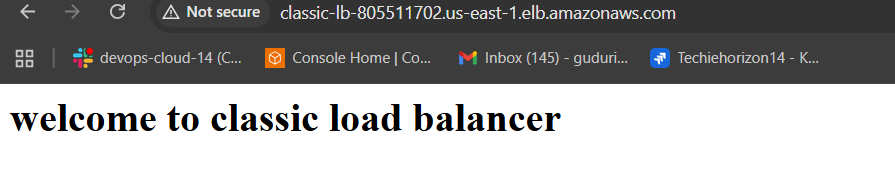 Not secure classic-lb-805511702.us-east-1.elb.amazonaws.com
devops-cloud-14 (C... Console Home | Co... Inbox (145) - guduri... Techiehorizon14 - K...
welcome to classic load balancer